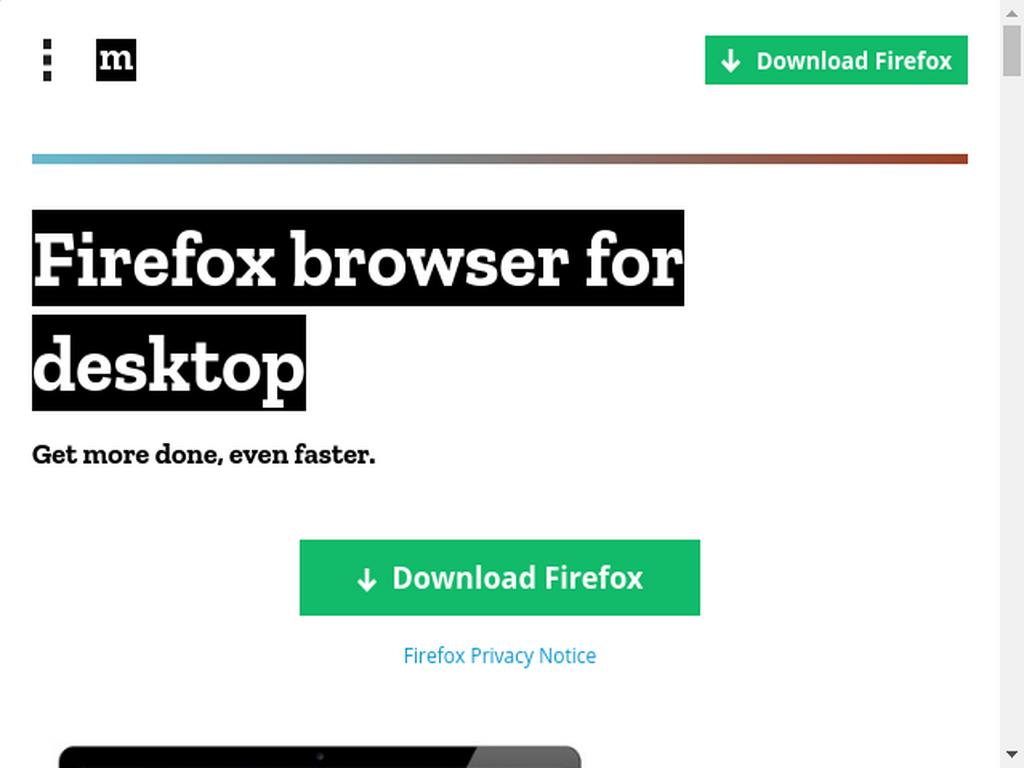 m
Download Firefox
Firefox browser for
desktop
Get more done, even faster.
Download Firefox
Firefox Privacy Notice